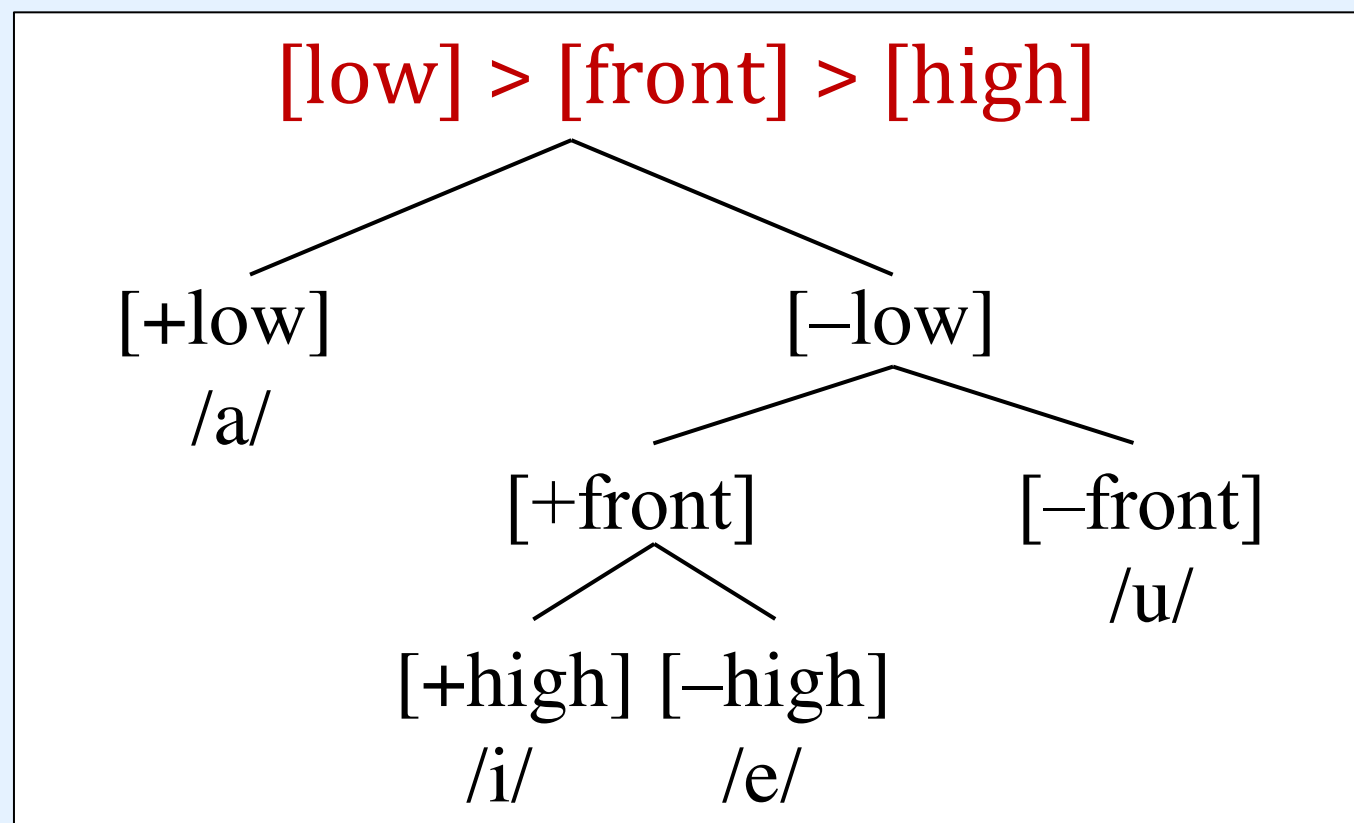 [low] > [front] > [high]
[+low] [–low]
/a/
[+front] [–front]
/u/
[+high] [–high]
/i/ /e/